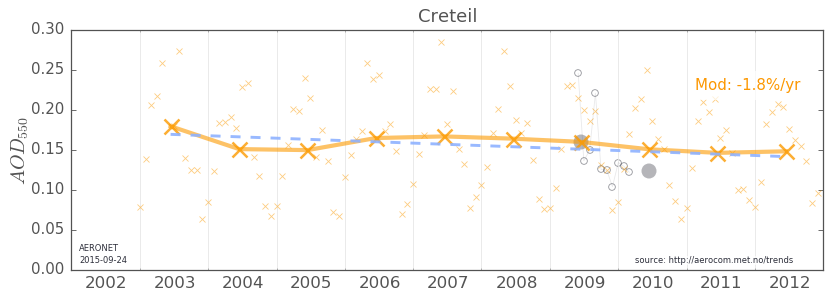 Creteil
0.30
0.25
0.20
0.15
0.10
0.05
0.00
AOD550
Mod: -1.8%/yr
AERONET
2015-09-24
source: http://aerocom.met.no/trends
2002 2003 2004 2005 2006 2007 2008 2009 2010 2011 2012